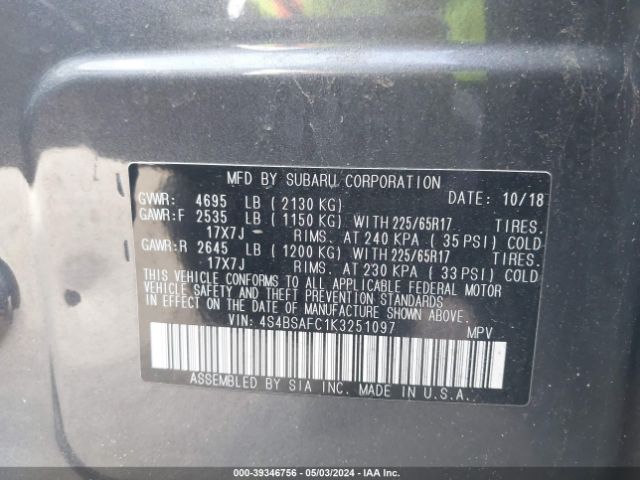 MFD BY SUBARU CORPORATION
GVWR: 4695 LB ( 2130 KG) DATE: 10/18
GAWR:F 2535 LB ( 1150 KG) WITH 225/65R17 TIRES.
17X7J RIMS. AT 240 KPA ( 35 PSI) COLD
GAWR:R 2645 LB ( 1200 KG) WITH 225/65R17 TIRES.
17X7J RIMS. AT 230 KPA ( 33 PSI) COLD
THIS VEHICLE CONFORMS TO ALL APPLICABLE FEDERAL MOTOR
VEHICLE SAFETY AND THEFT PREVENTION STANDARDS
IN EFFECT ON THE DATE OF MANUFACTURE SHOWN ABOVE.
VIN: 4S4BSAFC1K3251097 MPV
ASSEMBLED BY SIA INC. MADE IN U.S.A.
000-39346756 - 05/03/2024 - IAA Inc.